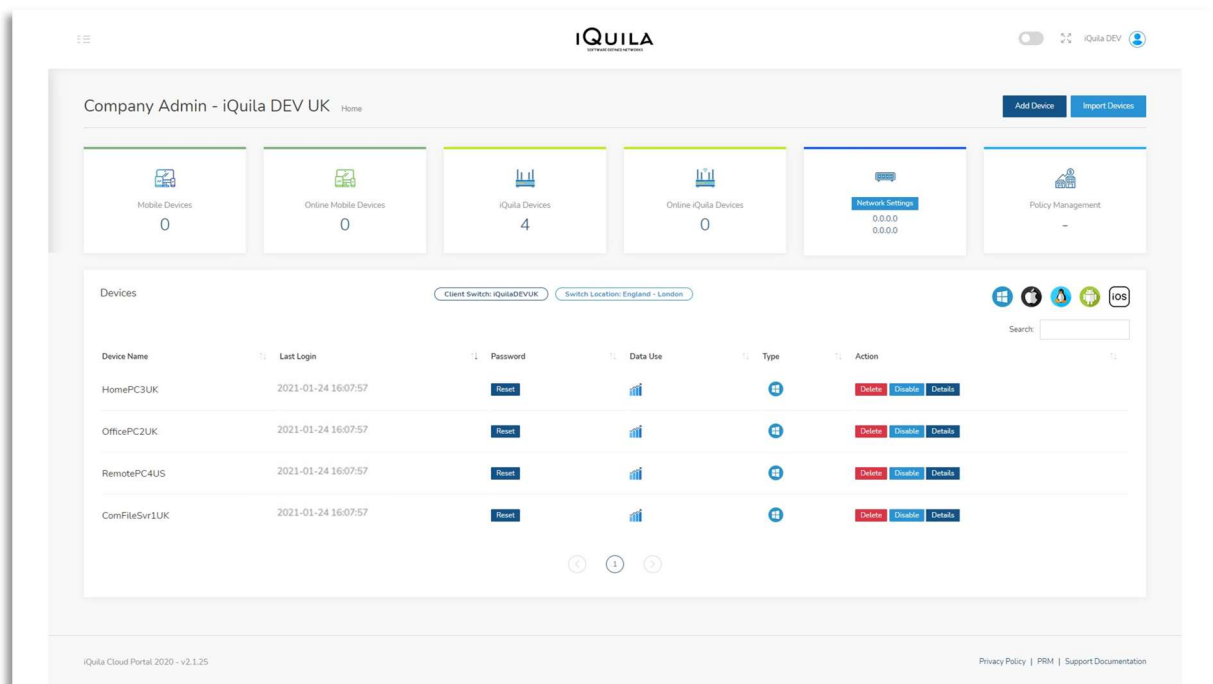 IQUILA
SOFTWARE DEFINED NETWORKS
iQuila DEV
Company Admin - iQuila DEV UK Home
Add Device Import Devices
Mobile Devices
0
Online Mobile Devices
0
iQuila Devices
4
Online iQuila Devices
0
Network Settings
0.0.0.0
0.0.0.0
Policy Management
-
Devices
Client Switch: iQuilaDEVUK Switch Location: England - London
iOS
Search:
Device Name Last Login Password Data Use Type Action
HomePC3UK 2021-01-24 16:07:57 Reset Delete Disable Details
OfficePC2UK 2021-01-24 16:07:57 Reset Delete Disable Details
RemotePC4US 2021-01-24 16:07:57 Reset Delete Disable Details
ComFileSvr1UK 2021-01-24 16:07:57 Reset Delete Disable Details
1
iQuila Cloud Portal 2020 - v2.1.25
Privacy Policy | PRM | Support Documentation